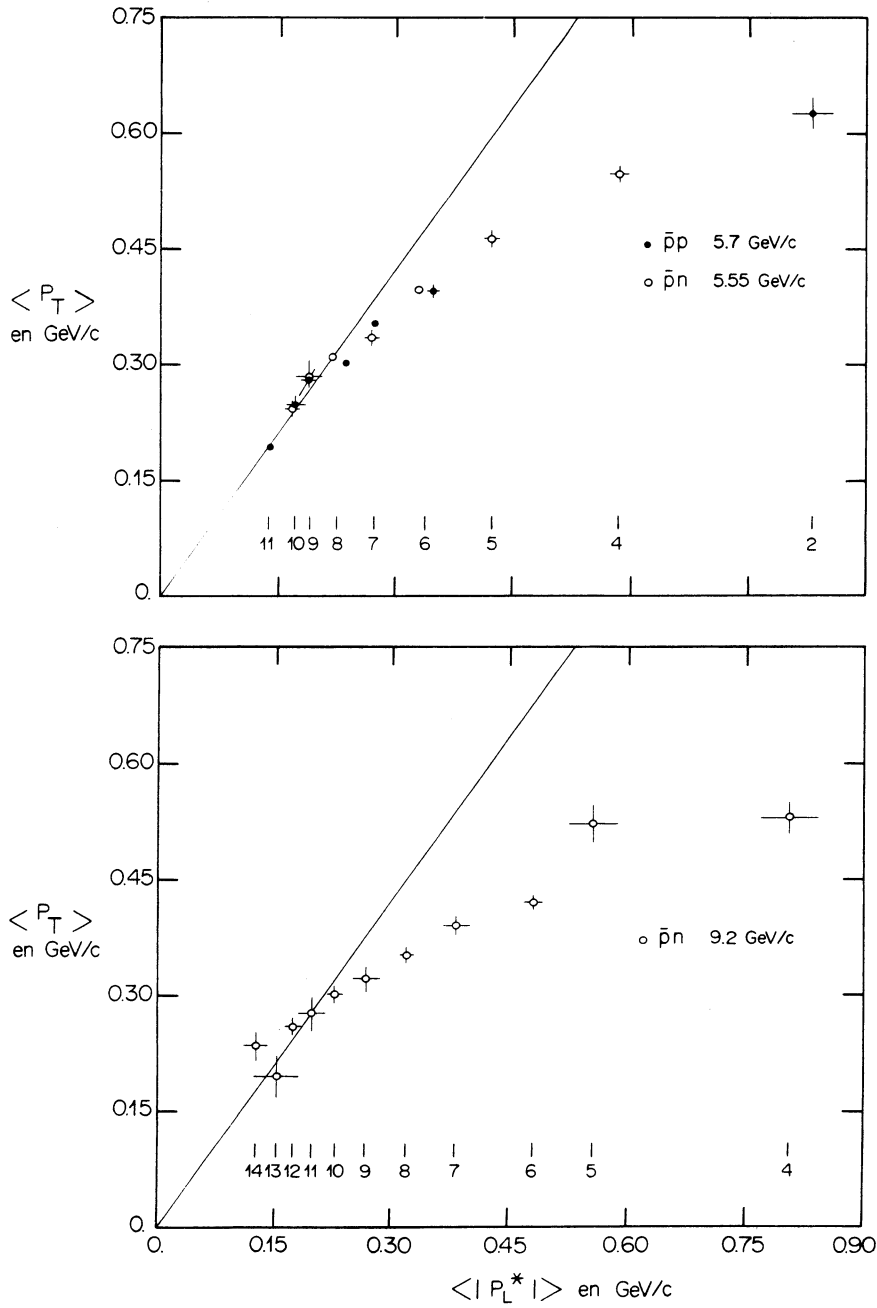 0.75
0.60
0.45
0.30
0.15
0.
< P_T >
en GeV/c
● p̄p 5.7 GeV/c
○ p̄n 5.55 GeV/c
11 10 9 8 7 6 5 4 2
0.75
0.60
0.45
0.30
0.15
0.
< P_T >
en GeV/c
○ p̄n 9.2 GeV/c
14 13 12 11 10 9 8 7 6 5 4
0. 0.15 0.30 0.45 0.60 0.75 0.90
<| P_L* |> en GeV/c